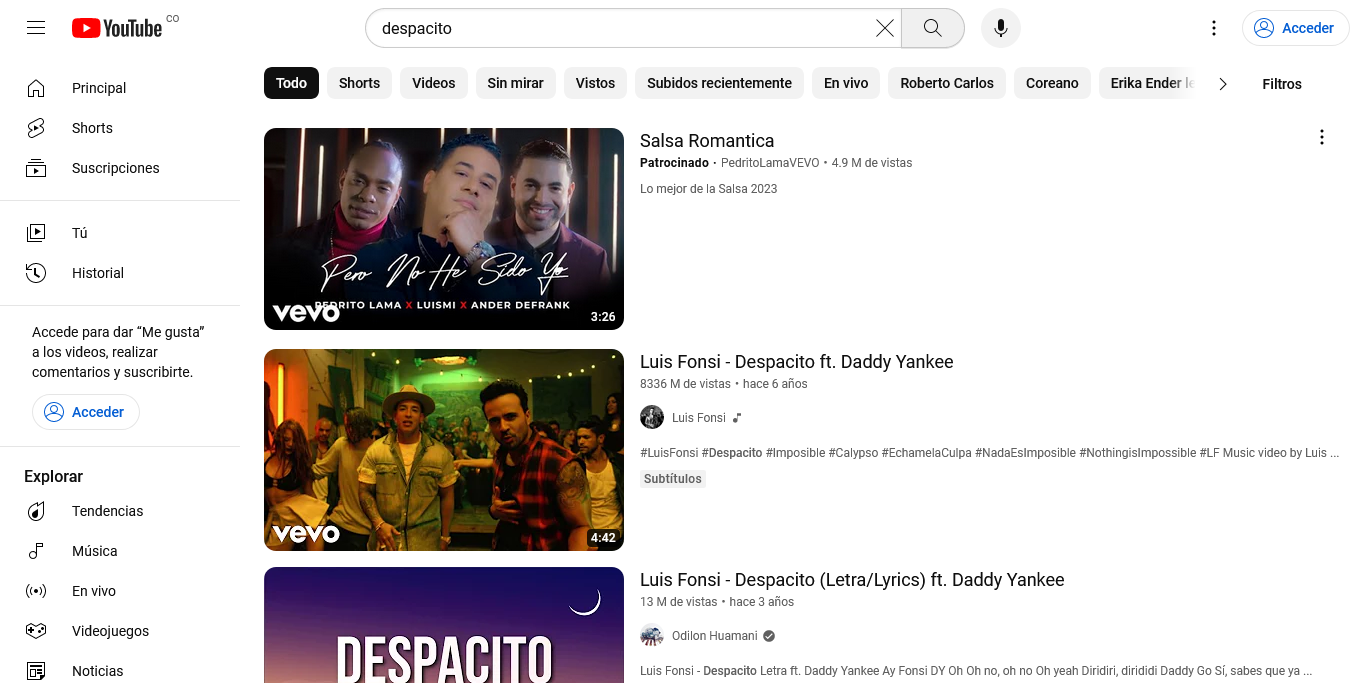 YouTube CO
despacito
Acceder
Principal
Shorts
Suscripciones
Tú
Historial
Accede para dar “Me gusta”
a los videos, realizar
comentarios y suscribirte.
Acceder
Explorar
Tendencias
Música
En vivo
Videojuegos
Noticias
Todo Shorts Videos Sin mirar Vistos Subidos recientemente En vivo Roberto Carlos Coreano Erika Ender le Filtros
Pero No He Sido Yo
PEDRITO LAMA X LUISMI X ANDER DEFRANK
vevo
3:26
Salsa Romantica
Patrocinado • PedritoLamaVEVO • 4.9 M de vistas
Lo mejor de la Salsa 2023
vevo
4:42
Luis Fonsi - Despacito ft. Daddy Yankee
8336 M de vistas • hace 6 años
Luis Fonsi
#LuisFonsi #Despacito #Imposible #Calypso #EchamelaCulpa #NadaEsImposible #NothingisImpossible #LF Music video by Luis ...
Subtítulos
DESPACITO
Luis Fonsi - Despacito (Letra/Lyrics) ft. Daddy Yankee
13 M de vistas • hace 3 años
Odilon Huamani
Luis Fonsi - Despacito Letra ft. Daddy Yankee Ay Fonsi DY Oh Oh no, oh no Oh yeah Diridiri, dirididi Daddy Go Sí, sabes que ya ...